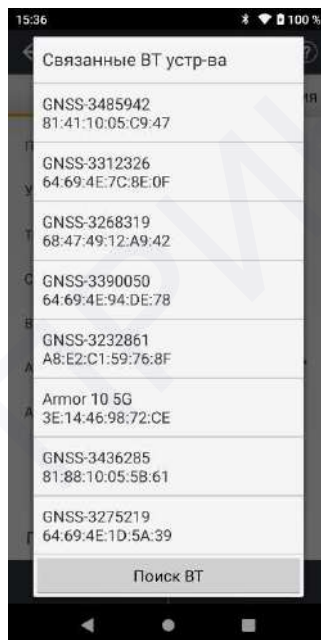 15:36
100 %
Связанные BT устр-ва
GNSS-3485942
81:41:10:05:C9:47
GNSS-3312326
64:69:4E:7C:8E:0F
GNSS-3268319
68:47:49:12:A9:42
GNSS-3390050
64:69:4E:94:DE:78
GNSS-3232861
A8:E2:C1:59:76:8F
Armor 10 5G
3E:14:46:98:72:CE
GNSS-3436285
81:88:10:05:5B:61
GNSS-3275219
64:69:4E:1D:5A:39
Поиск BT